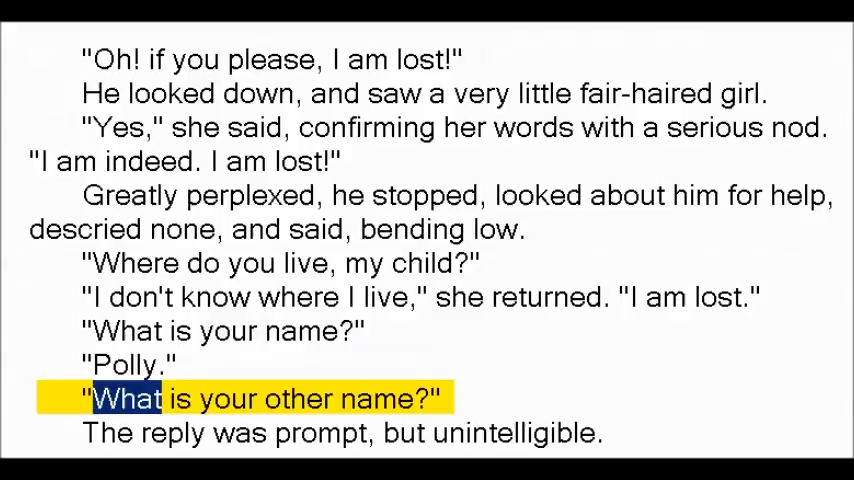 "Oh! if you please, I am lost!"
He looked down, and saw a very little fair-haired girl.
"Yes," she said, confirming her words with a serious nod.
"I am indeed. I am lost!"
Greatly perplexed, he stopped, looked about him for help,
descried none, and said, bending low.
"Where do you live, my child?"
"I don't know where I live," she returned. "I am lost."
"What is your name?"
"Polly."
"What is your other name?"
The reply was prompt, but unintelligible.